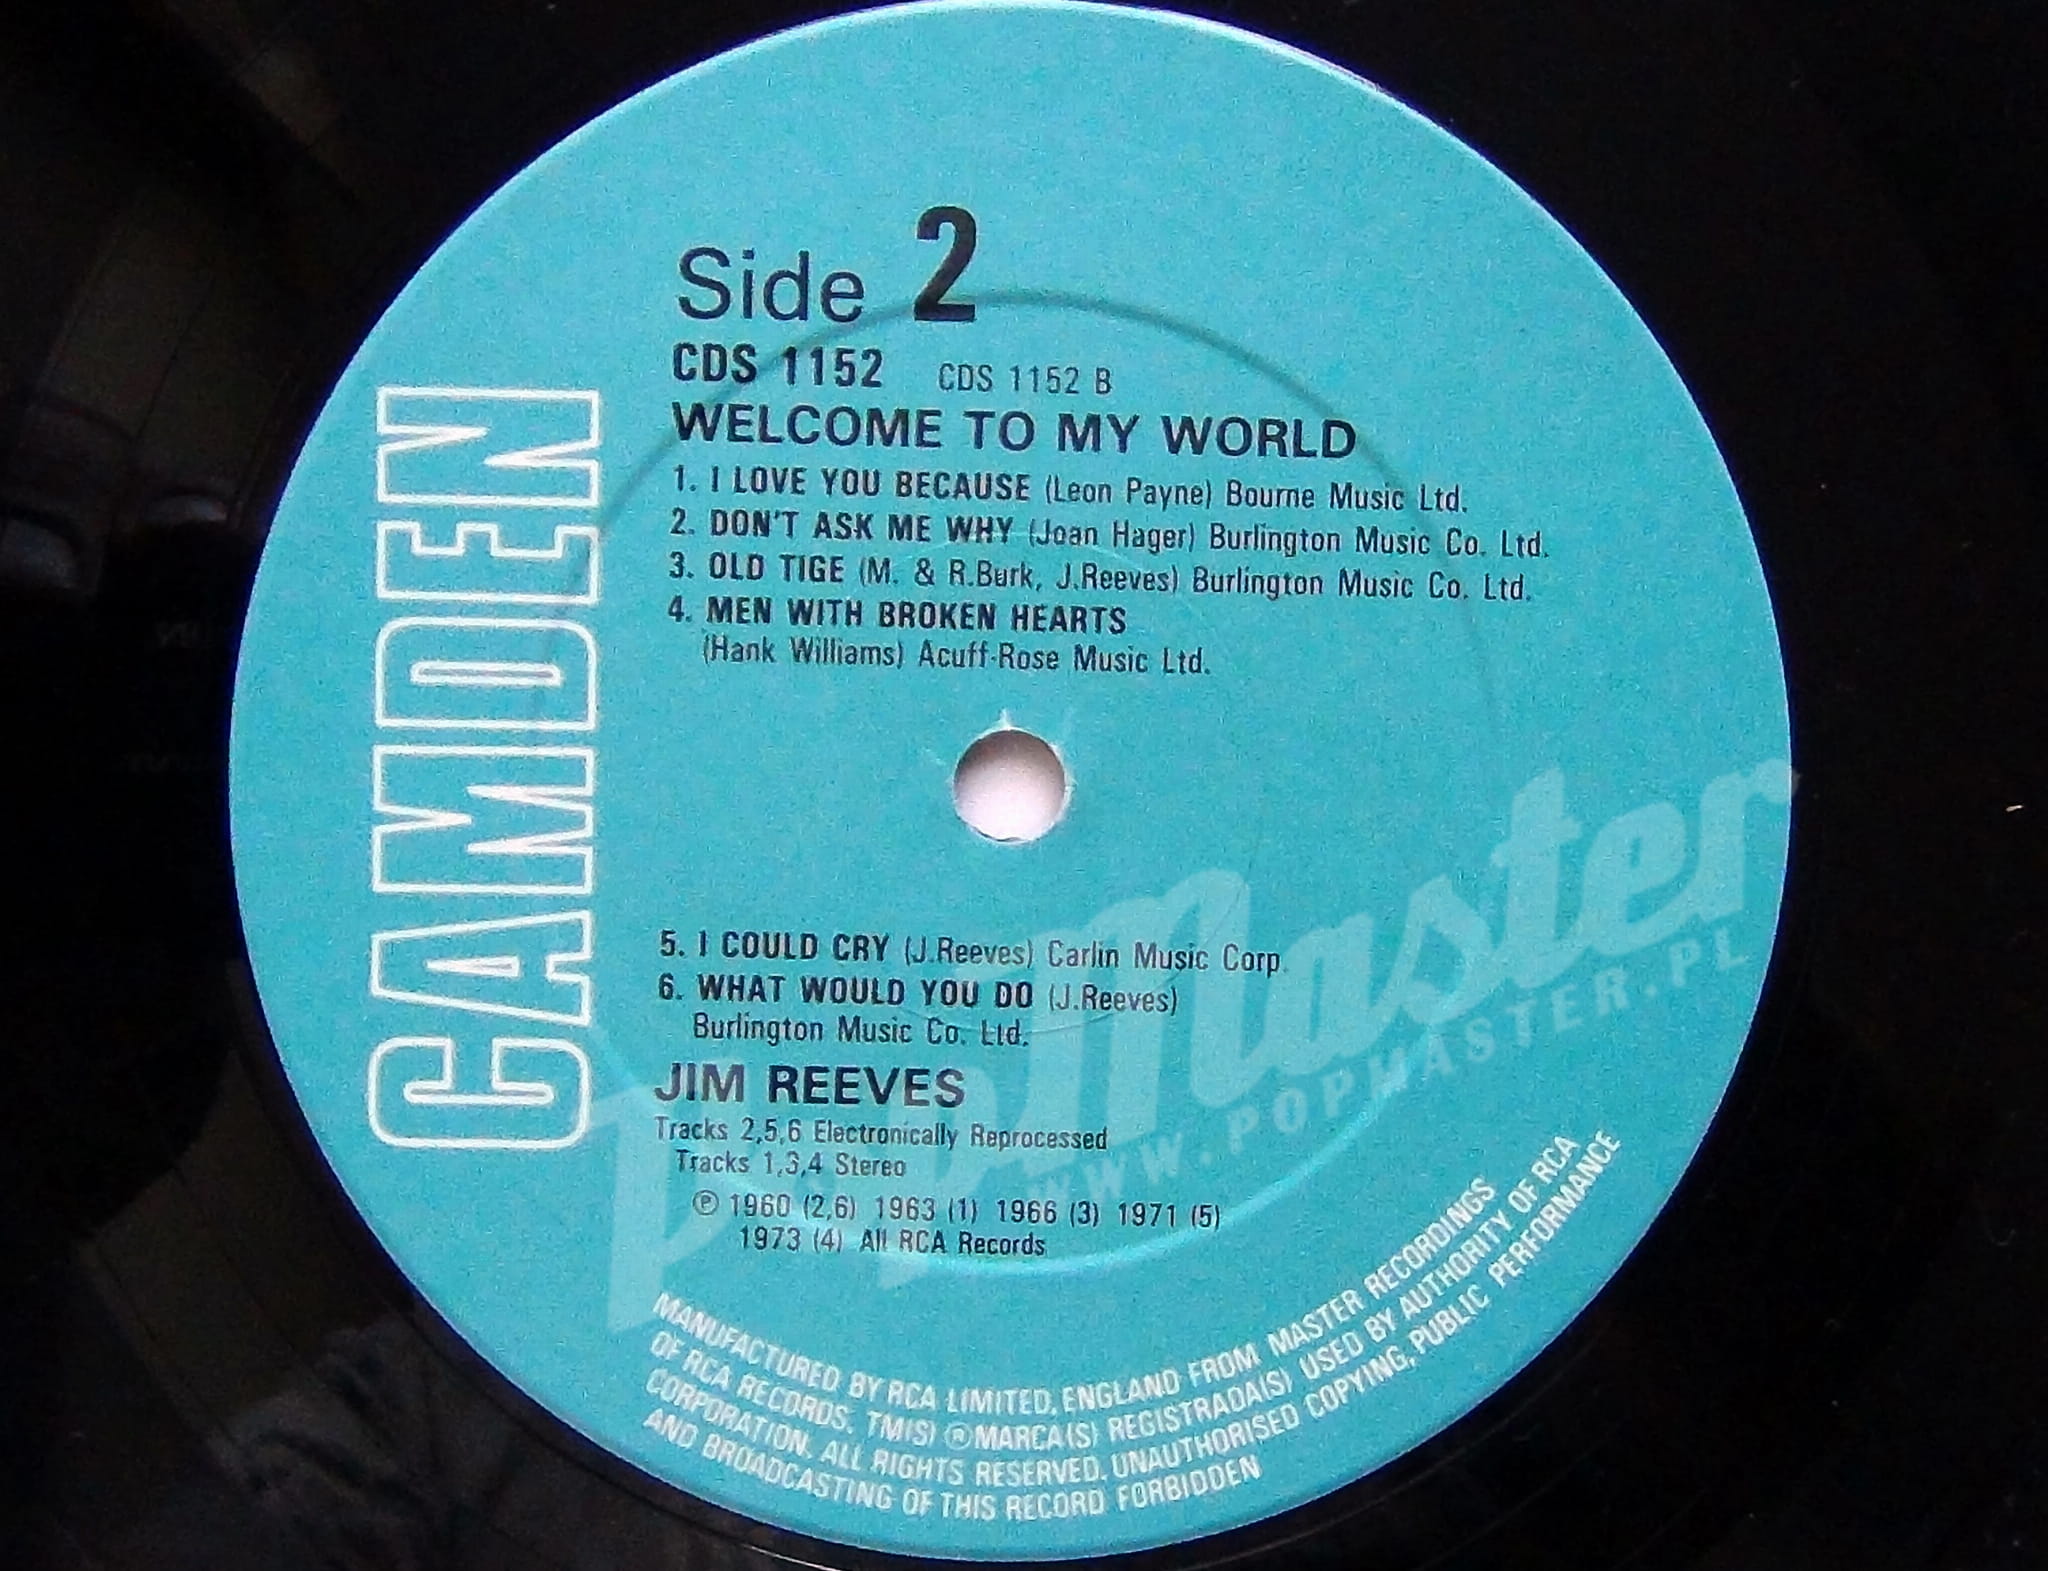 CAMDEN
Side 2
CDS 1152 CDS 1152 B
WELCOME TO MY WORLD
1. I LOVE YOU BECAUSE (Leon Payne) Bourne Music Ltd.
2. DON'T ASK ME WHY (Joan Hager) Burlington Music Co. Ltd.
3. OLD TIGE (M. & R.Burk, J.Reeves) Burlington Music Co. Ltd.
4. MEN WITH BROKEN HEARTS
(Hank Williams) Acuff-Rose Music Ltd.
5. I COULD CRY (J.Reeves) Carlin Music Corp.
6. WHAT WOULD YOU DO (J.Reeves)
Burlington Music Co. Ltd.
JIM REEVES
Tracks 2,5,6 Electronically Reprocessed
Tracks 1,3,4 Stereo
℗ 1960 (2,6) 1963 (1) 1966 (3) 1971 (5)
1973 (4) All RCA Records
MANUFACTURED BY RCA LIMITED, ENGLAND FROM MASTER RECORDINGS
OF RCA RECORDS. TM(S) ® MARCA(S) REGISTRADA(S) USED BY AUTHORITY OF RCA
CORPORATION. ALL RIGHTS RESERVED. UNAUTHORISED COPYING, PUBLIC PERFORMANCE
AND BROADCASTING OF THIS RECORD FORBIDDEN
PopMaster
WWW.POPMASTER.PL